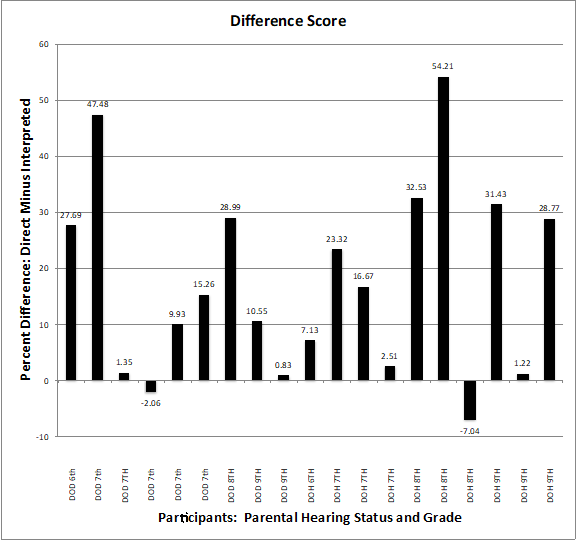 Difference Score
Percent Difference: Direct Minus Interpreted
60
50
40
30
20
10
0
-10
27.69
47.48
1.35
-2.06
9.93
15.26
28.99
10.55
0.83
7.13
23.32
16.67
2.51
32.53
54.21
-7.04
31.43
1.22
28.77
DOD 6th
DOD 7th
DOD 7TH
DOD 7th
DOD 7th
DOD 7th
DOD 8TH
DOD 9TH
DOD 9TH
DOH 6TH
DOH 7TH
DOH 7TH
DOH 7TH
DOH 8TH
DOH 8TH
DOH 8TH
DOH 9TH
DOH 9TH
DOH 9TH
Participants: Parental Hearing Status and Grade